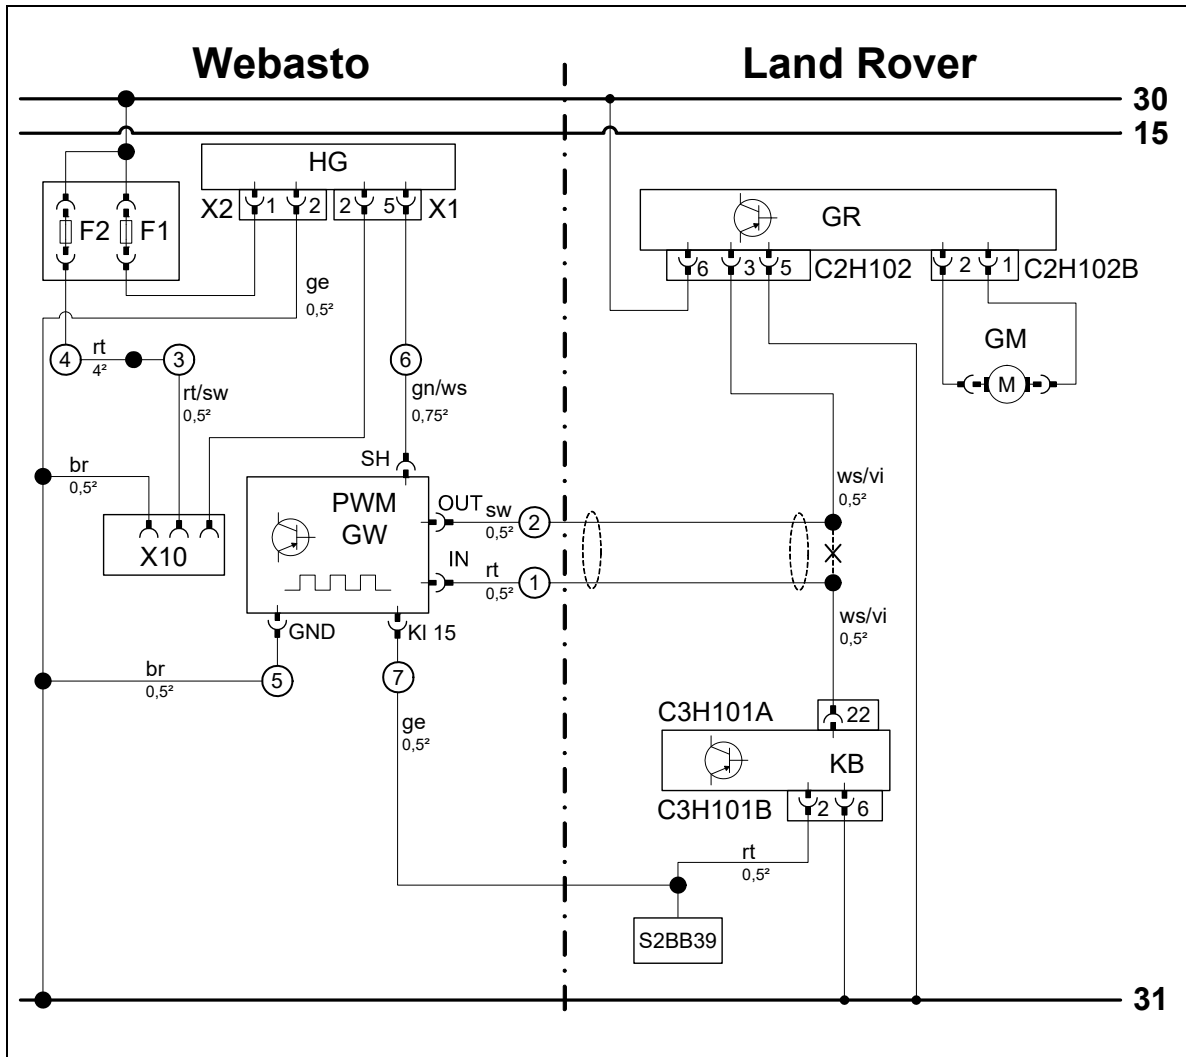 Webasto
Land Rover
30
15
HG
X2 1 2 2 5 X1
F2 F1
GR
6 3 5 C2H102 2 1 C2H102B
ge
0,5²
GM
M
4 rt 3
4²
6
rt/sw
0,5²
gn/ws
0,75²
br
0,5²
SH
ws/vi
0,5²
PWM
GW
OUT sw 2
0,5²
X10
IN
rt 1
0,5²
ws/vi
0,5²
GND
Kl 15
br
0,5²
5
7
C3H101A 22
ge
0,5²
KB
C3H101B 2 6
rt
0,5²
S2BB39
31